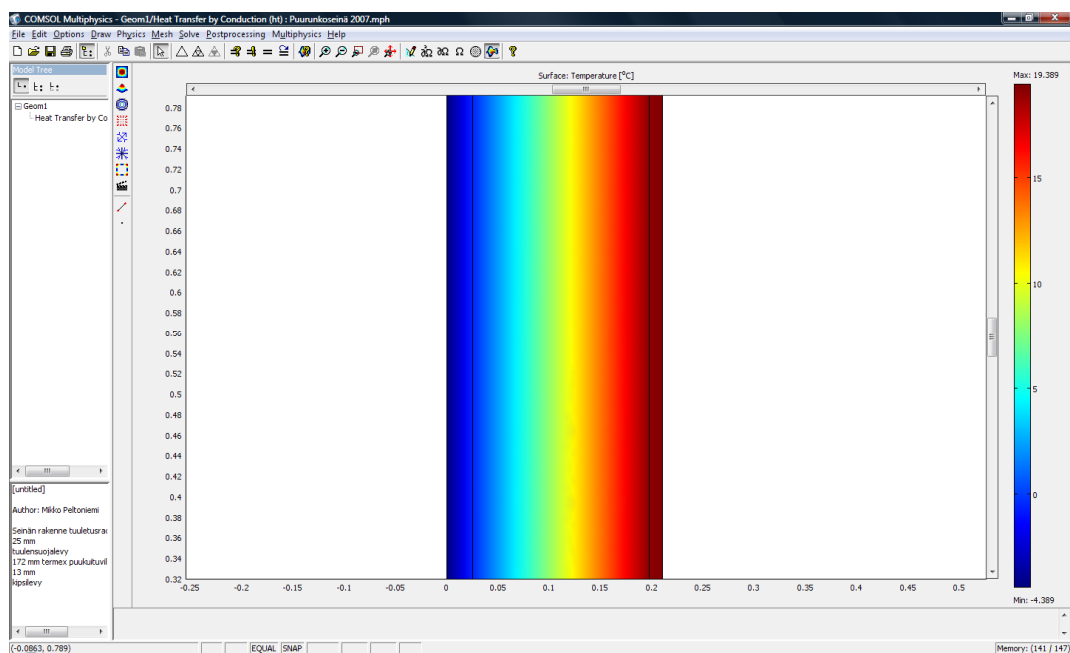 COMSOL Multiphysics - Geom1/Heat Transfer by Conduction (ht) : Puurunkoseinä 2007.mph
File Edit Options Draw Physics Mesh Solve Postprocessing Multiphysics Help
Model Tree
Geom1
Heat Transfer by Co
[untitled]
Author: Mikko Peltoniemi
Seinän rakenne tuuletusrac
25 mm
tuulensuojalevy
172 mm termex puukuituvil
13 mm
kipsilevy
Surface: Temperature [°C]
0.78
0.76
0.74
0.72
0.7
0.68
0.66
0.64
0.62
0.6
0.58
0.56
0.54
0.52
0.5
0.48
0.46
0.44
0.42
0.4
0.38
0.36
0.34
0.32
-0.25 -0.2 -0.15 -0.1 -0.05 0 0.05 0.1 0.15 0.2 0.25 0.3 0.35 0.4 0.45 0.5
Max: 19.389
15
10
5
0
Min: -4.389
(-0.0863, 0.789) EQUAL SNAP Memory: (141 / 147)